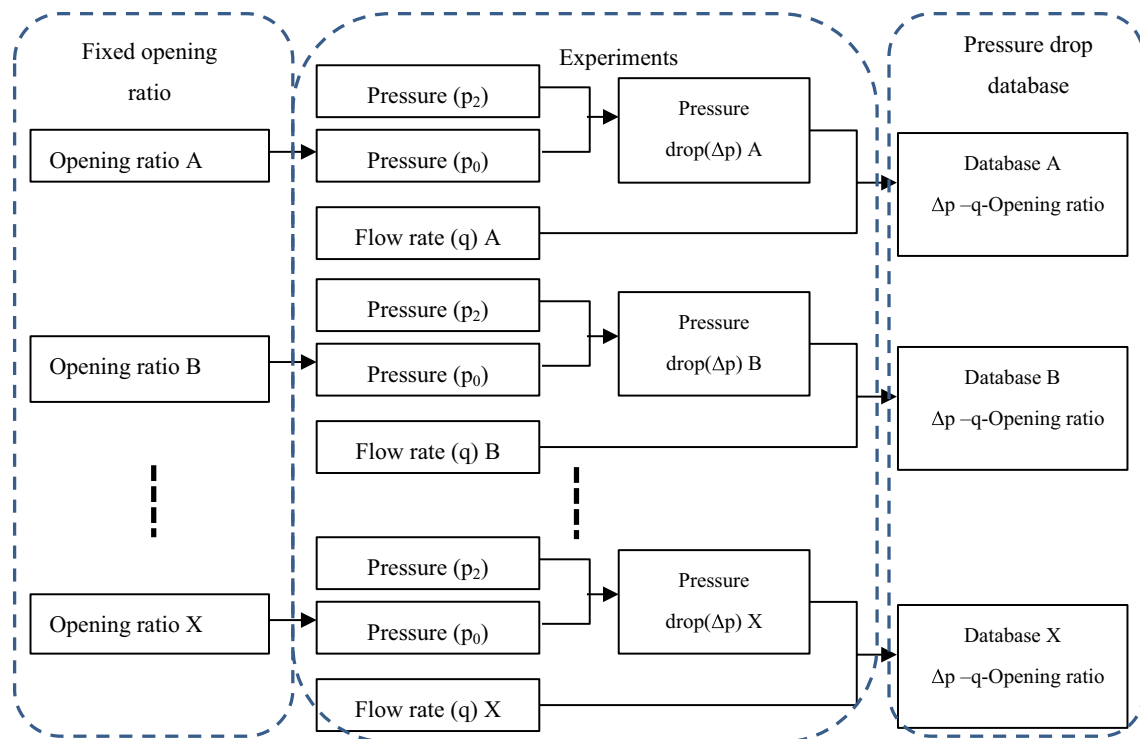 Fixed opening
ratio
Opening ratio A
Opening ratio B
Opening ratio X
Experiments
Pressure (p₂)
Pressure (p₀)
Flow rate (q) A
Pressure
drop(Δp) A
Pressure (p₂)
Pressure (p₀)
Flow rate (q) B
Pressure
drop(Δp) B
Pressure (p₂)
Pressure (p₀)
Flow rate (q) X
Pressure
drop(Δp) X
Pressure drop
database
Database A
Δp –q-Opening ratio
Database B
Δp –q-Opening ratio
Database X
Δp –q-Opening ratio